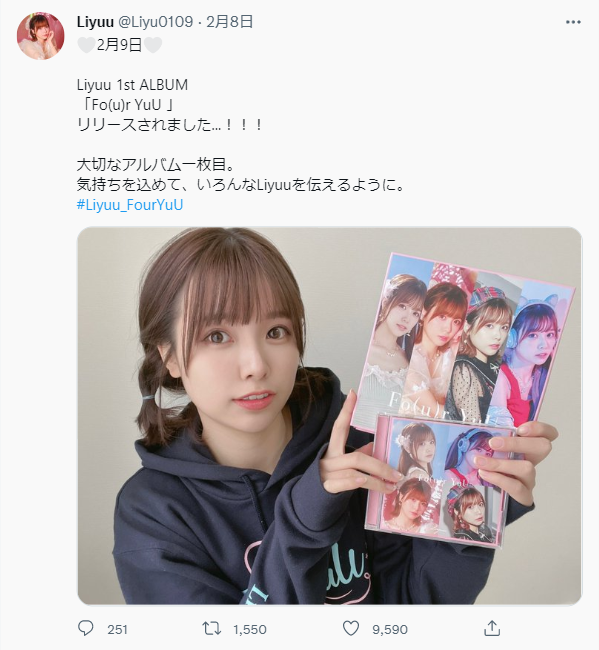 Liyuu @Liyu0109 · 2月8日
🤍2月9日🤍
Liyuu 1st ALBUM
「Fo(u)r YuU 」
リリースされました...！！！
大切なアルバム一枚目。
気持ちを込めて、いろんなLiyuuを伝えるように。
#Liyuu_FourYuU
Fo(u)r YuU
Fo(u)r YuU
251 1,550 9,590